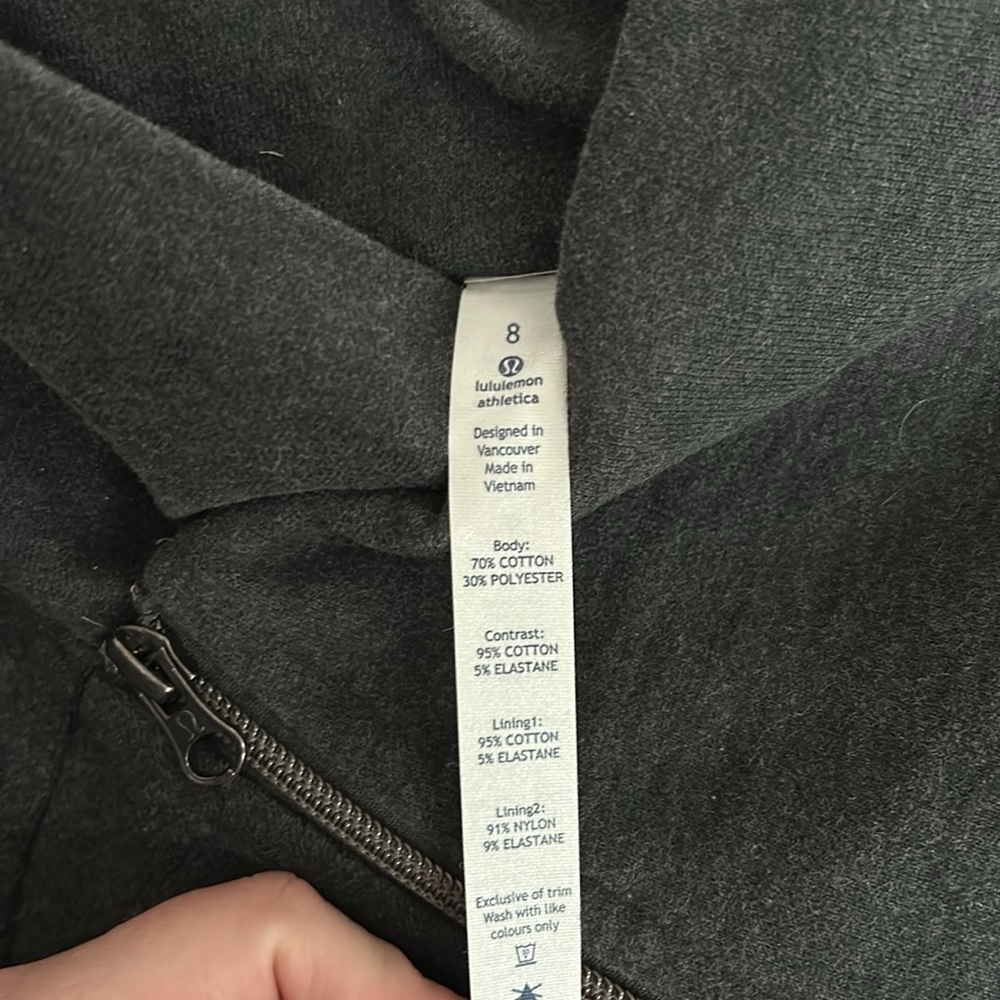 8
lululemon
athletica
Designed in
Vancouver
Made in
Vietnam
Body:
70% COTTON
30% POLYESTER
Contrast:
95% COTTON
5% ELASTANE
Lining1:
95% COTTON
5% ELASTANE
Lining2:
91% NYLON
9% ELASTANE
Exclusive of trim
Wash with like
colours only